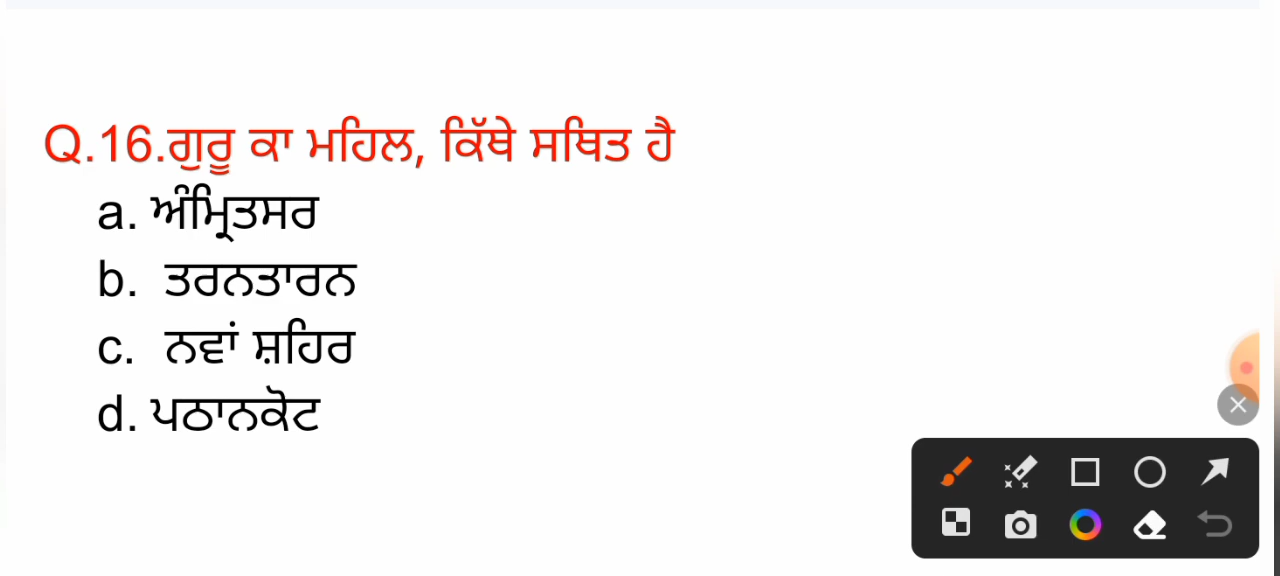 Q.16.ਗੁਰੂ ਕਾ ਮਹਿਲ, ਕਿੱਥੇ ਸਥਿਤ ਹੈ
a. ਅੰਮ੍ਰਿਤਸਰ
b. ਤਰਨਤਾਰਨ
c. ਨਵਾਂ ਸ਼ਹਿਰ
d. ਪਠਾਨਕੋਟ